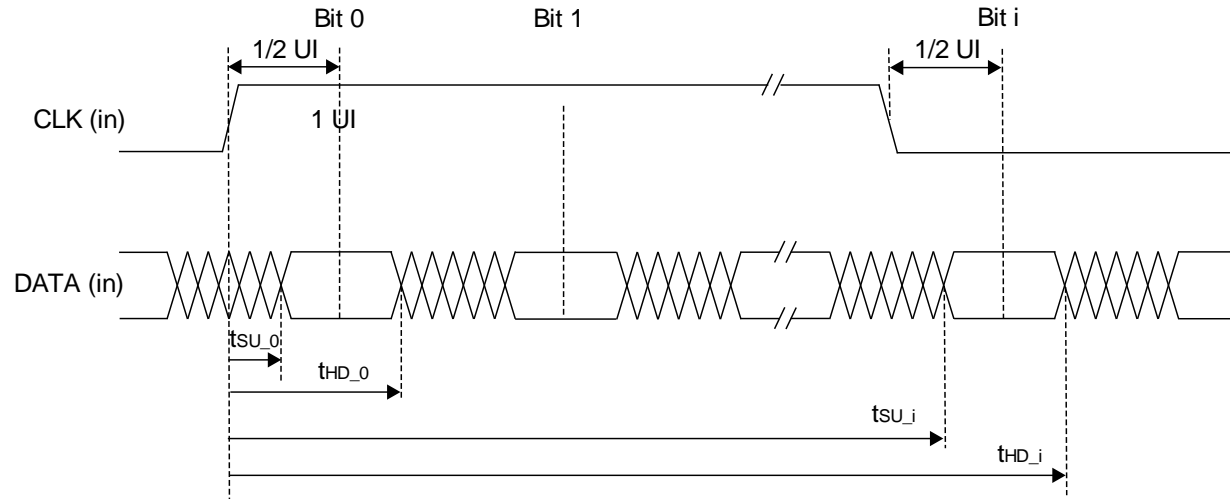 Bit 0
Bit 1
Bit i
1/2 UI
1/2 UI
CLK (in)
1 UI
DATA (in)
tSU_0
tHD_0
tSU_i
tHD_i